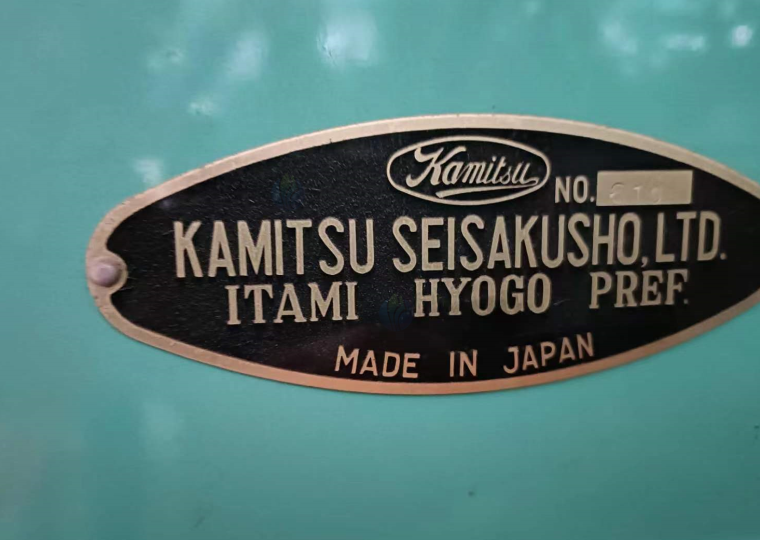 Kamitsu
NO.
KAMITSU SEISAKUSHO, LTD.
ITAMI HYOGO PREF.
MADE IN JAPAN